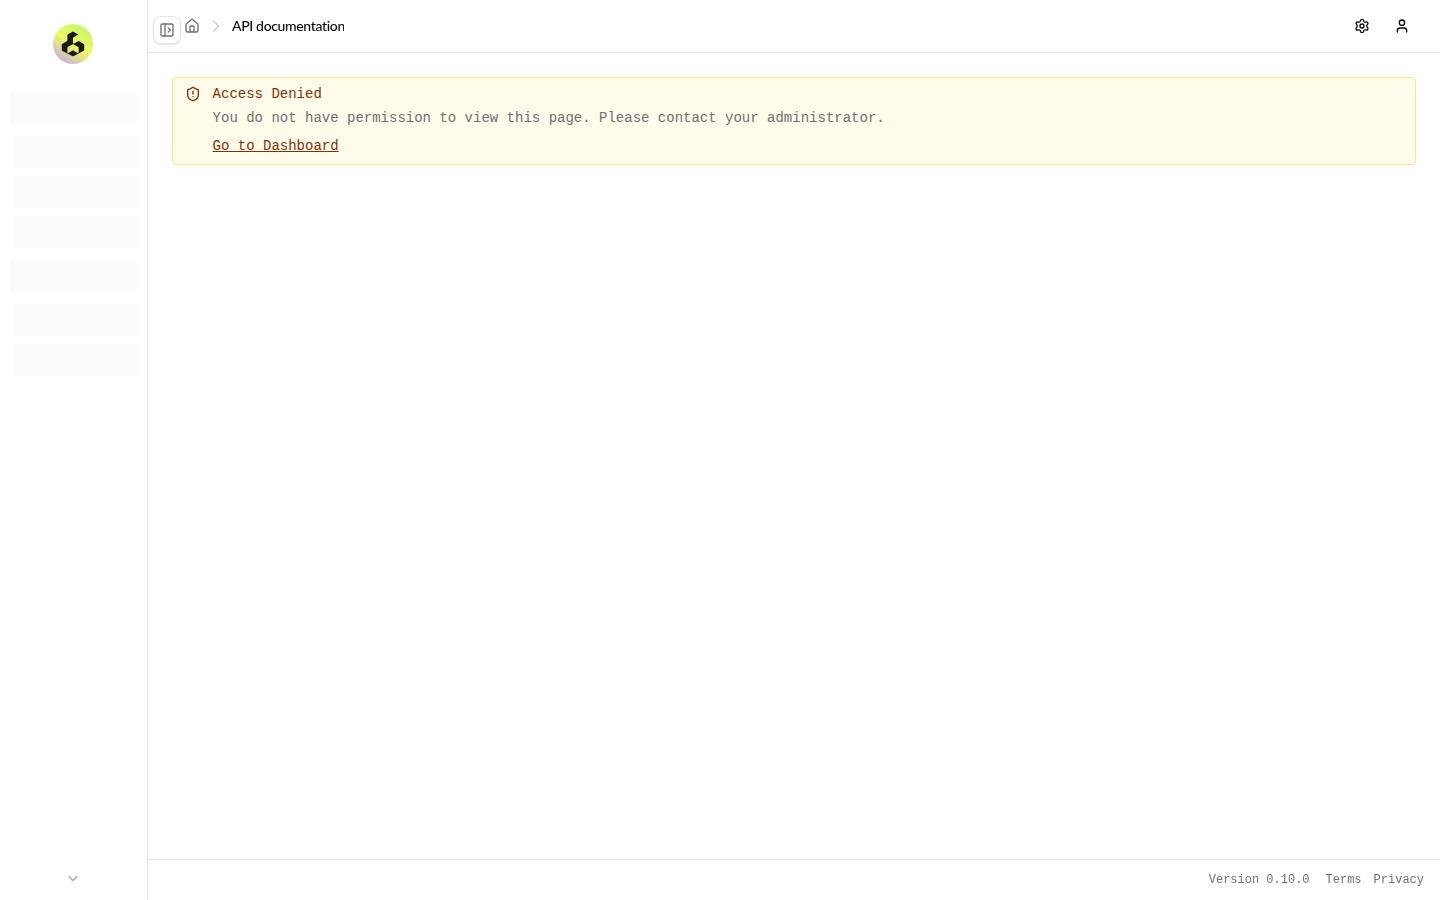 API documentation
Access Denied
You do not have permission to view this page. Please contact your administrator.
Go to Dashboard
Version 0.10.0 Terms Privacy